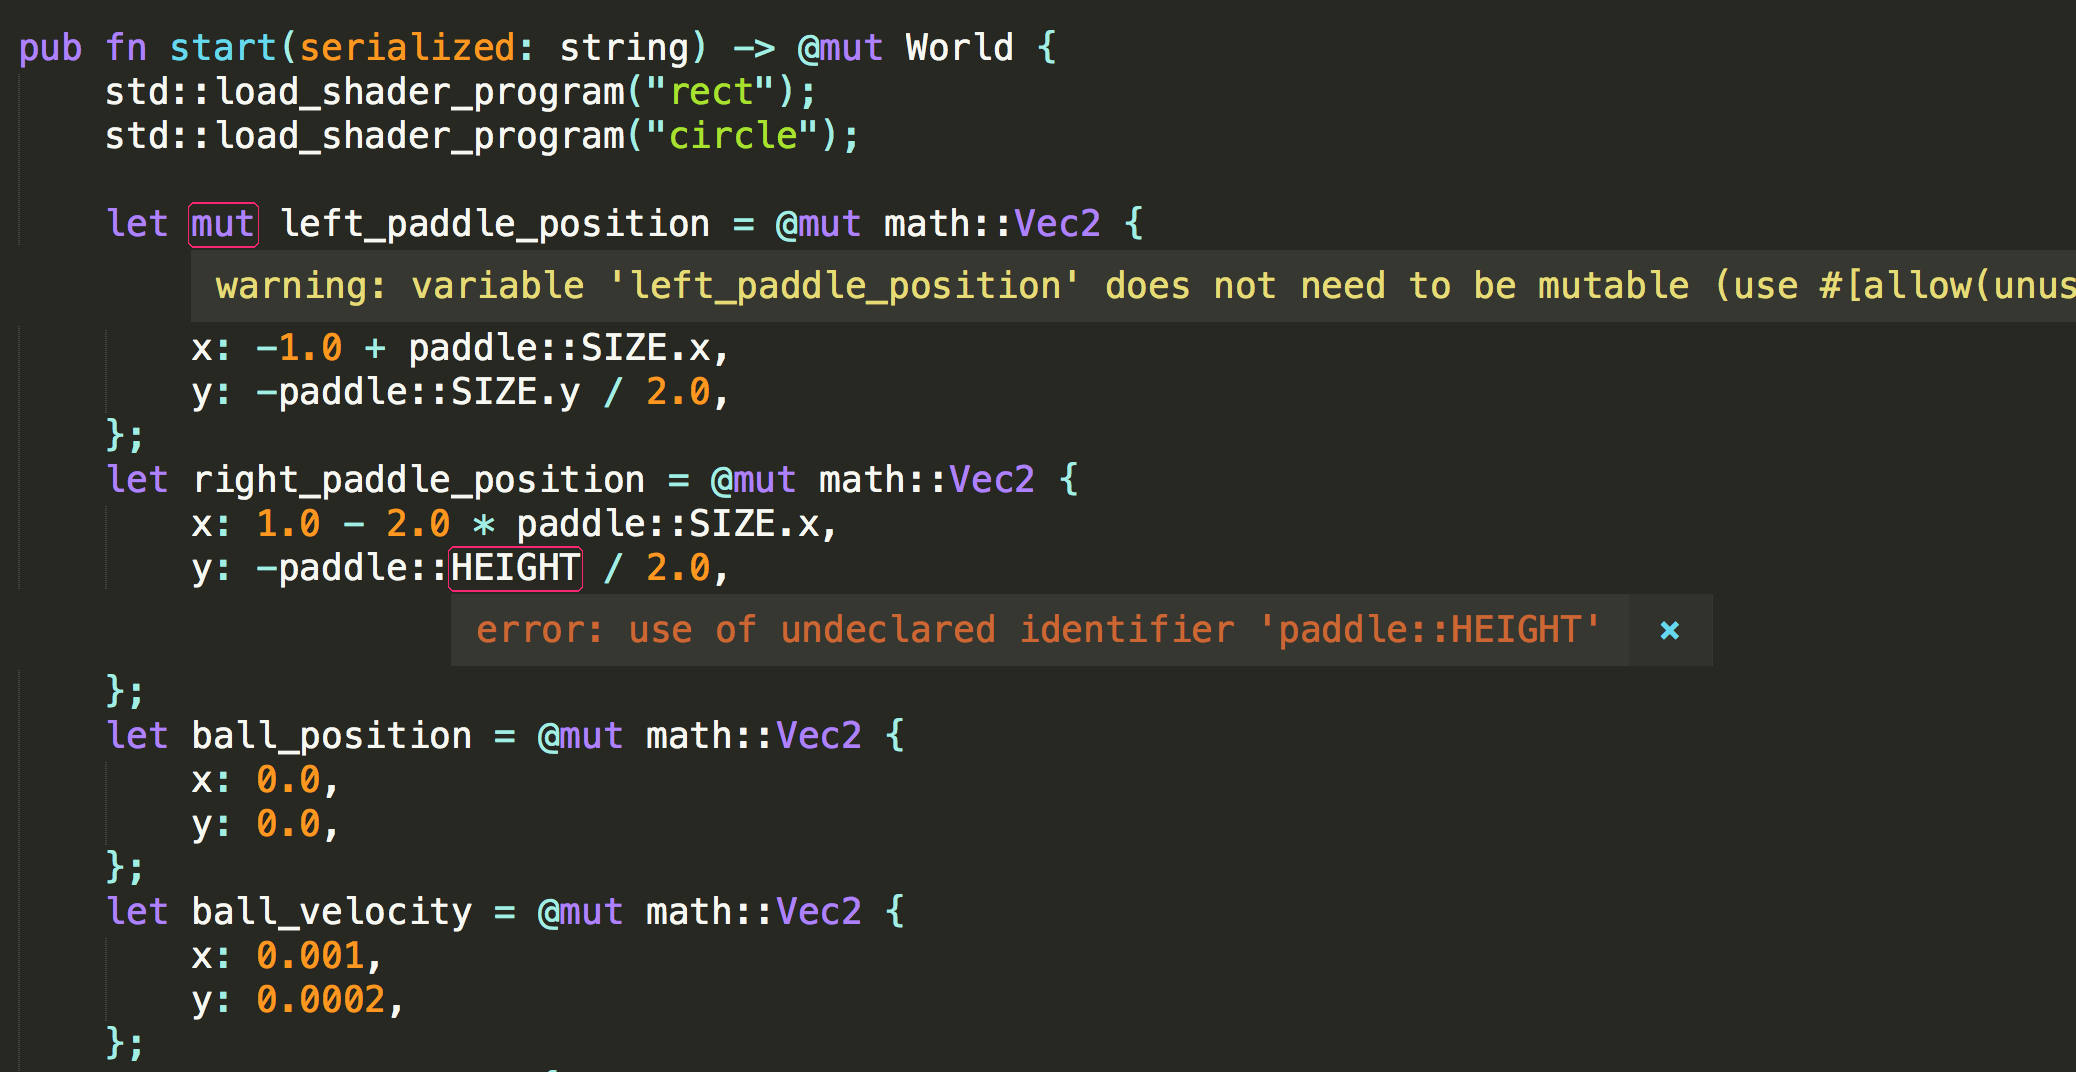 pub fn start(serialized: string) -> @mut World {
    std::load_shader_program("rect");
    std::load_shader_program("circle");
    let mut left_paddle_position = @mut math::Vec2 {
warning: variable 'left_paddle_position' does not need to be mutable (use #[allow(unus
        x: -1.0 + paddle::SIZE.x,
        y: -paddle::SIZE.y / 2.0,
    };
    let right_paddle_position = @mut math::Vec2 {
        x: 1.0 - 2.0 * paddle::SIZE.x,
        y: -paddle::HEIGHT / 2.0,
error: use of undeclared identifier 'paddle::HEIGHT' ×
    };
    let ball_position = @mut math::Vec2 {
        x: 0.0,
        y: 0.0,
    };
    let ball_velocity = @mut math::Vec2 {
        x: 0.001,
        y: 0.0002,
    };